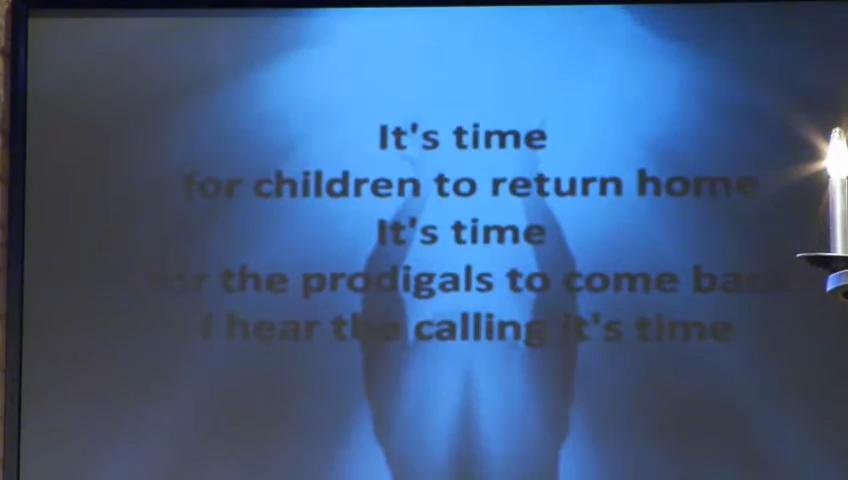 It's time
for children to return home
It's time
for the prodigals to come back
I hear the calling it's time